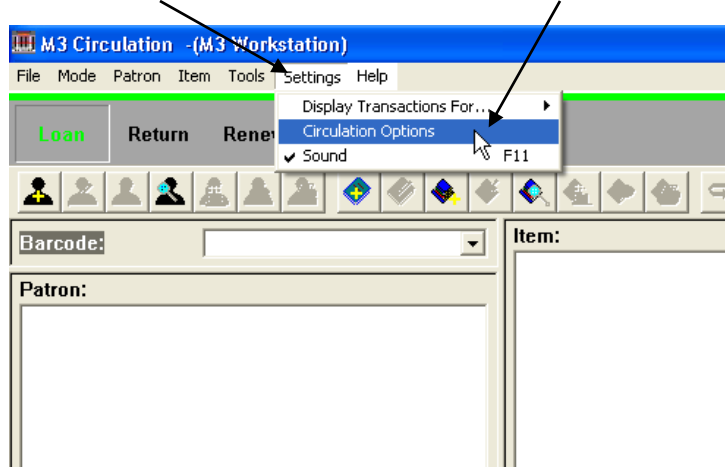 M3 Circulation -(M3 Workstation)
File Mode Patron Item Tools Settings Help
Display Transactions For...
Loan Return Circulation Options
Sound F11
Barcode:
Item:
Patron: